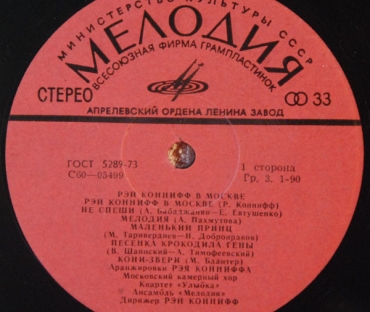 МИНИСТЕРСТВО КУЛЬТУРЫ СССР
МЕЛОДИЯ
ВСЕСОЮЗНАЯ ФИРМА ГРАМПЛАСТИНОК
СТЕРЕО
33
АПРЕЛЕВСКИЙ ОРДЕНА ЛЕНИНА ЗАВОД
ГОСТ 5289-73
С60—05499
1 сторона
Гр. 3. 1-90
РЭЙ КОННИФФ В МОСКВЕ
РЭЙ КОННИФФ В МОСКВЕ (Р. Коннифф)
НЕ СПЕШИ (А. Бабаджанян — Е. Евтушенко)
МЕЛОДИЯ (А. Пахмутова)
МАЛЕНЬКИЙ ПРИНЦ
(М. Таривердиев — Н. Добронравов)
ПЕСЕНКА КРОКОДИЛА ГЕНЫ
(В. Шаинский — А. Тимофеевский)
КОНИ-ЗВЕРИ (М. Блантер)
Аранжировки РЭЯ КОННИФФА
Московский камерный хор
Квартет «Улыбка»
Ансамбль «Мелодия»
Дирижер РЭЙ КОННИФФ